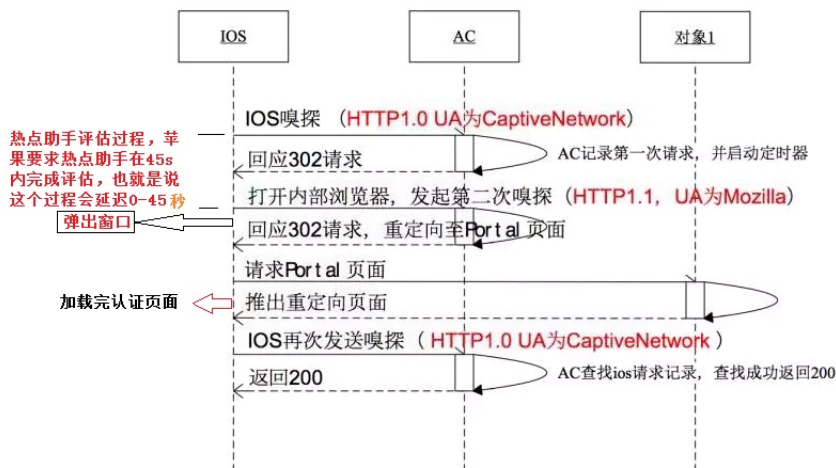 IOS
AC
对象1
IOS嗅探 （HTTP1.0 UA为CaptiveNetwork）
热点助手评估过程，苹
果要求热点助手在45s
内完成评估，也就是说
这个过程会延迟0-45秒
AC记录第一次请求，并启动定时器
回应302请求
打开内部浏览器，发起第二次嗅探（HTTP1.1，UA为Mozilla）
弹出窗口
回应302请求，重定向至Portal 页面
请求Portal 页面
加载完认证页面
推出重定向页面
IOS再次发送嗅探（ HTTP1.0 UA为CaptiveNetwork ）
返回200
AC查找ios请求记录，查找成功返回200